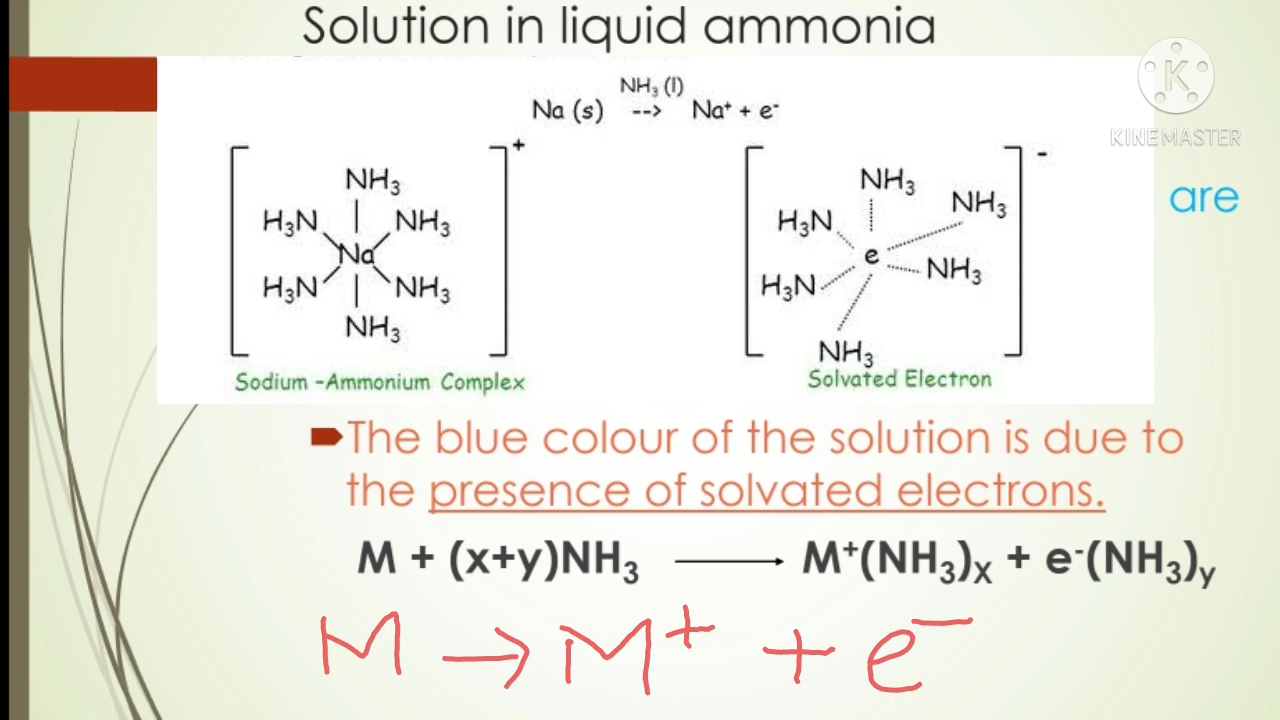 Solution in liquid ammonia
K
KINEMASTER
NH₃ (l)
Na (s) --> Na⁺ + e⁻
+
NH₃
H₃N NH₃
Na
H₃N NH₃
NH₃
Sodium -Ammonium Complex
-
NH₃
NH₃
H₃N
e
NH₃
H₃N
NH₃
Solvated Electron
are
The blue colour of the solution is due to
the presence of solvated electrons.
M + (x+y)NH₃ ⟶ M⁺(NH₃)ₓ + e⁻(NH₃)ᵧ
M → M⁺ + e⁻